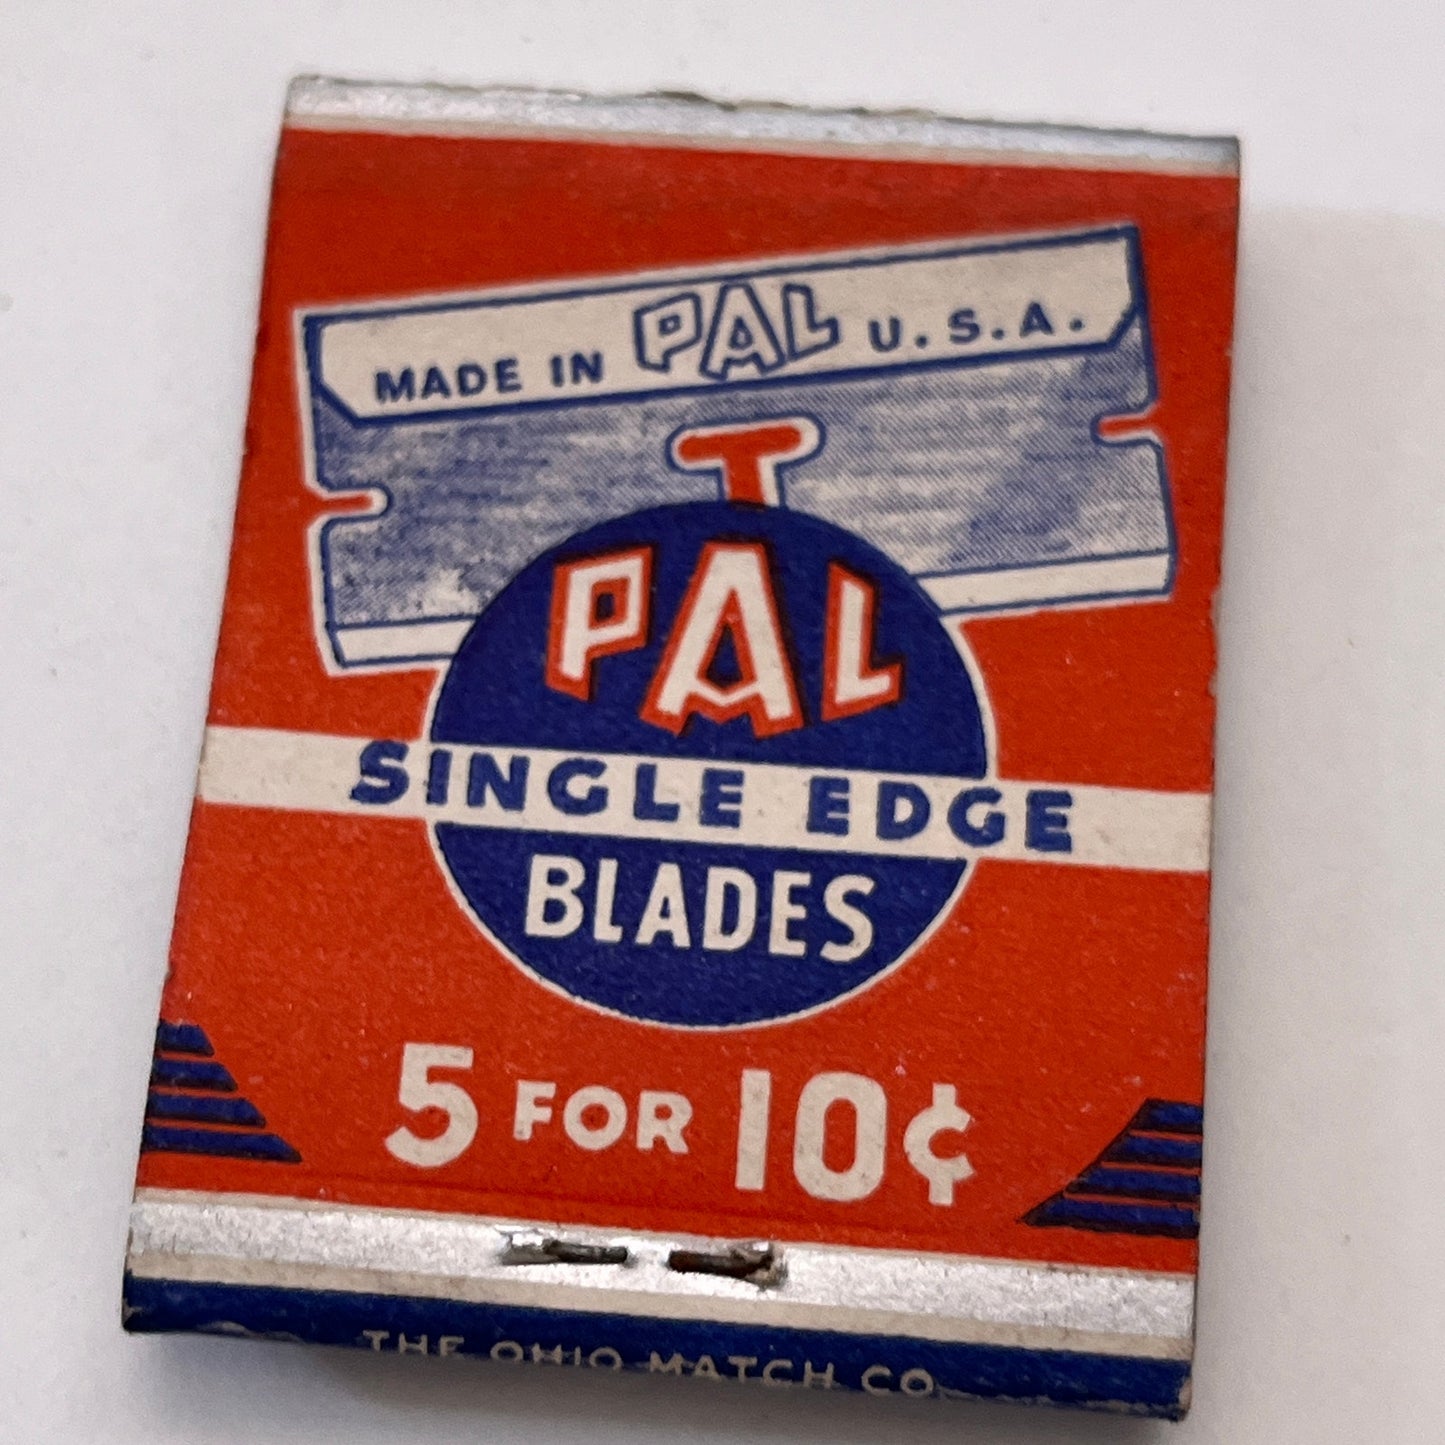 MADE IN PAL U.S.A.
PAL
SINGLE EDGE
BLADES
5 FOR 10¢
THE OHIO MATCH CO.